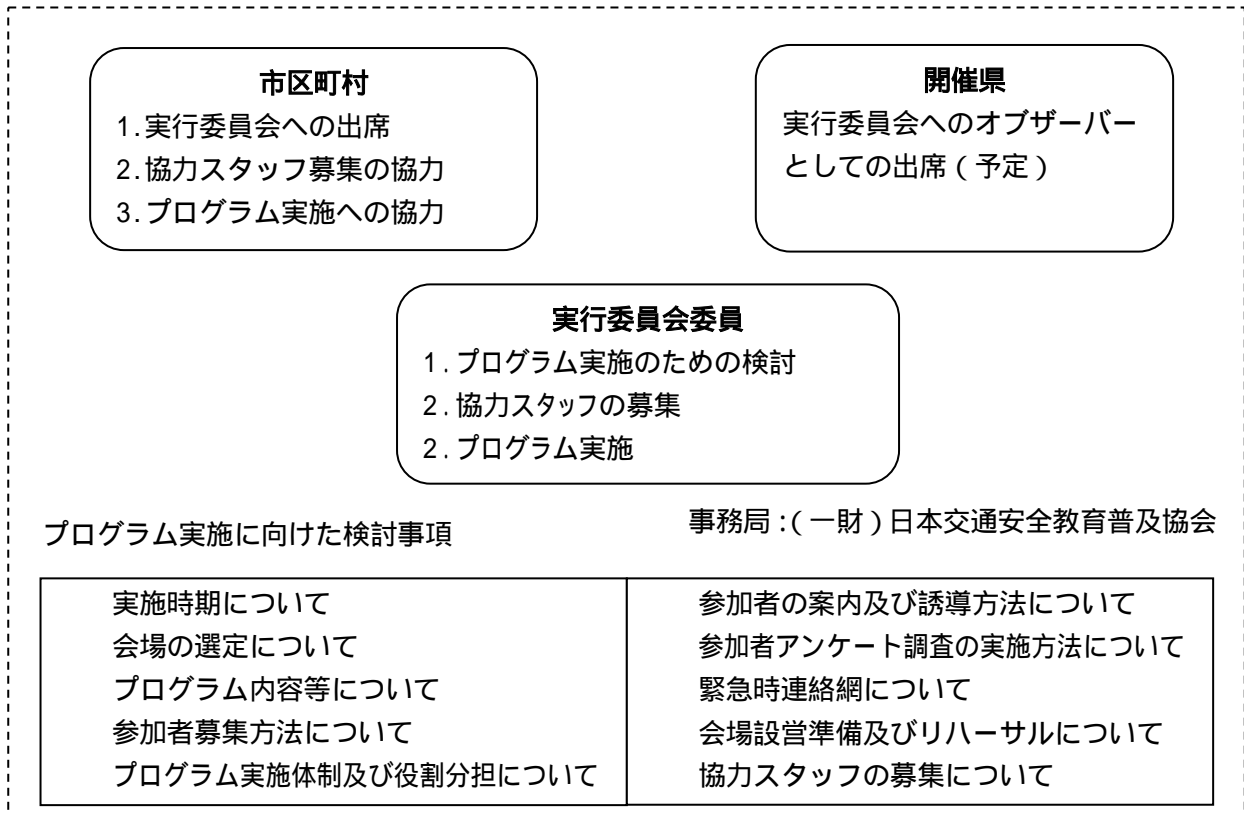 市区町村
1.実行委員会への出席
2.協力スタッフ募集の協力
3.プログラム実施への協力
開催県
実行委員会へのオブザーバー
としての出席(予定)
実行委員会委員
1.プログラム実施のための検討
2.協力スタッフの募集
2.プログラム実施
プログラム実施に向けた検討事項
事務局:(一財)日本交通安全教育普及協会
実施時期について
会場の選定について
プログラム内容等について
参加者募集方法について
プログラム実施体制及び役割分担について
参加者の案内及び誘導方法について
参加者アンケート調査の実施方法について
緊急時連絡網について
会場設営準備及びリハーサルについて
協力スタッフの募集について